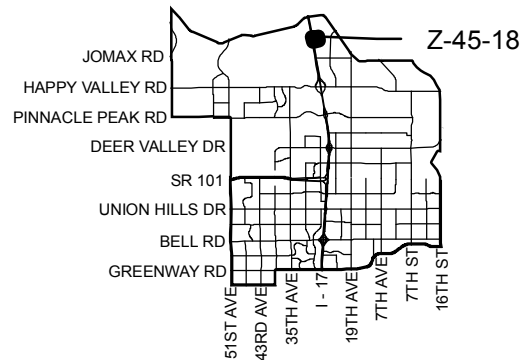 Z-45-18
JOMAX RD
HAPPY VALLEY RD
PINNACLE PEAK RD
DEER VALLEY DR
SR 101
UNION HILLS DR
BELL RD
GREENWAY RD
51ST AVE
43RD AVE
35TH AVE
I - 17
19TH AVE
7TH AVE
7TH ST
16TH ST